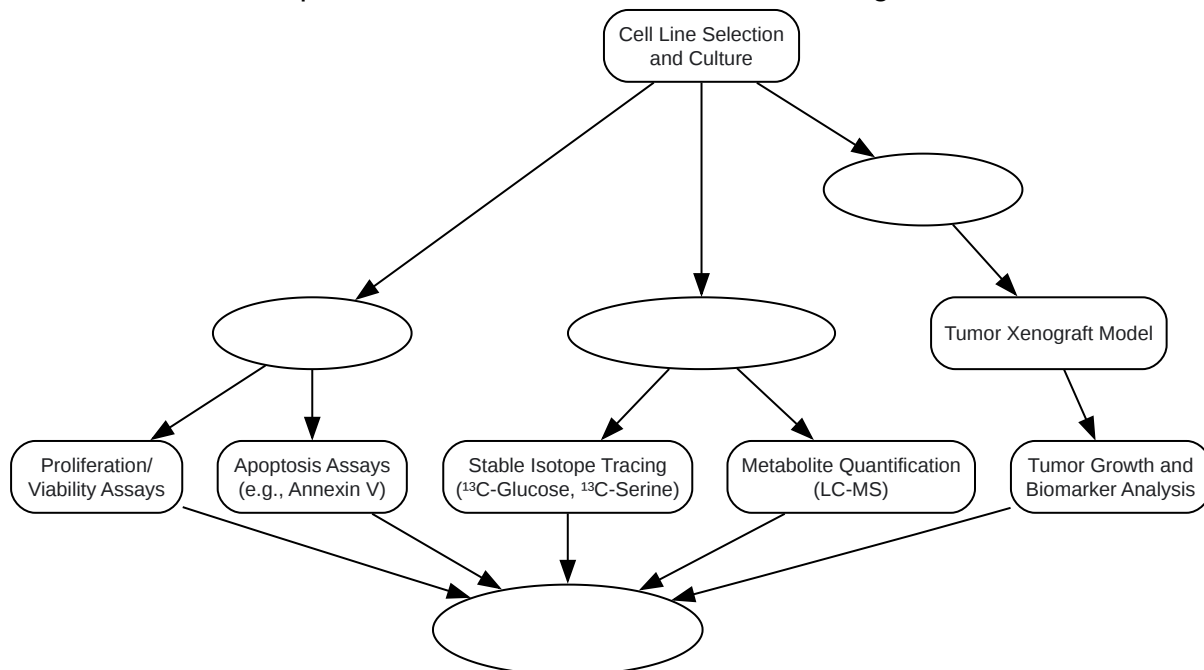 Cell Line Selection
and Culture
Tumor Xenograft Model
Proliferation/
Viability Assays
Apoptosis Assays
(e.g., Annexin V)
Stable Isotope Tracing
(¹³C-Glucose, ¹³C-Serine)
Metabolite Quantification
(LC-MS)
Tumor Growth and
Biomarker Analysis